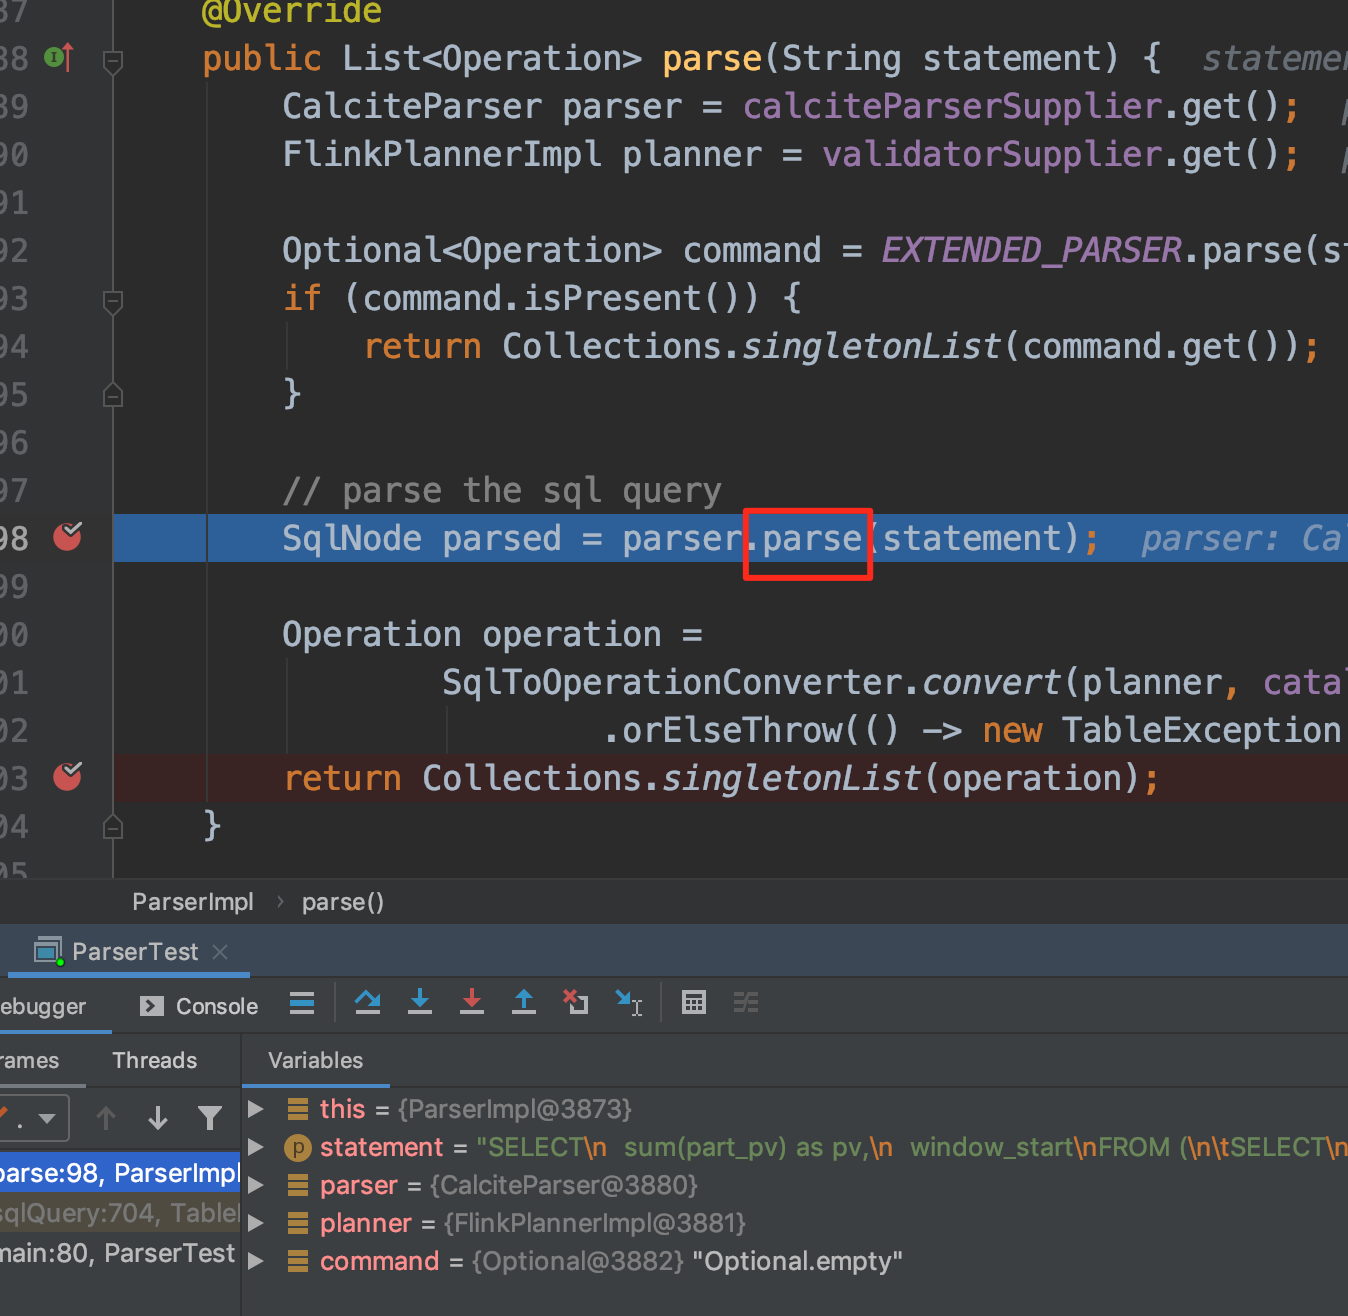 37 @Override
38 public List<Operation> parse(String statement) {
39 CalciteParser parser = calciteParserSupplier.get();
90 FlinkPlannerImpl planner = validatorSupplier.get();
91
92 Optional<Operation> command = EXTENDED_PARSER.parse(st
93 if (command.isPresent()) {
94 return Collections.singletonList(command.get());
95 }
96
97 // parse the sql query
98 SqlNode parsed = parser.parse(statement); parser: Cal
99
00 Operation operation =
01 SqlToOperationConverter.convert(planner, catal
02 .orElseThrow(() -> new TableException
03 return Collections.singletonList(operation);
04 }
05
ParserImpl › parse()
ParserTest
ebugger Console
rames Threads Variables
this = {ParserImpl@3873}
statement = "SELECT\n sum(part_pv) as pv,\n window_start\nFROM (\n\tSELECT\n
parse:98, ParserImpl
parser = {CalciteParser@3880}
sqlQuery:704, Table
planner = {FlinkPlannerImpl@3881}
main:80, ParserTest
command = {Optional@3882} "Optional.empty"